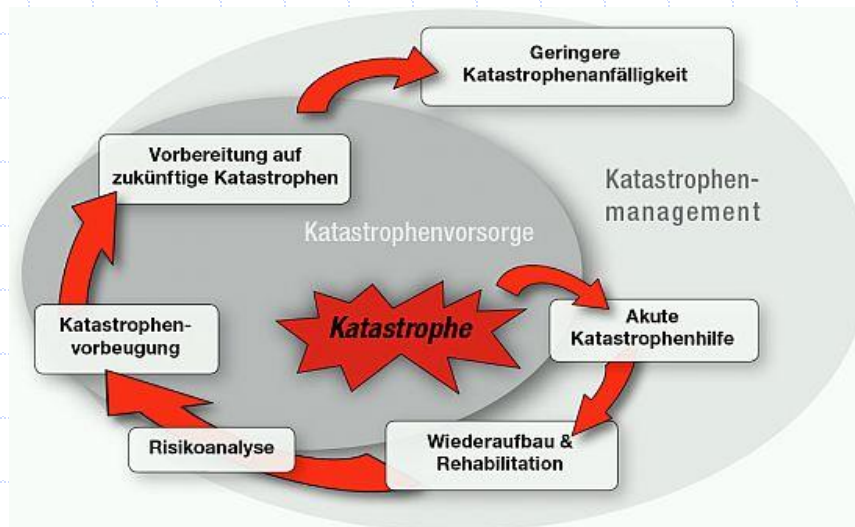 Geringere
Katastrophenanfälligkeit
Vorbereitung auf
zukünftige Katastrophen
Katastrophen-
management
Katastrophenvorsorge
Katastrophe
Akute
Katastrophenhilfe
Katastrophen-
vorbeugung
Risikoanalyse
Wiederaufbau &
Rehabilitation